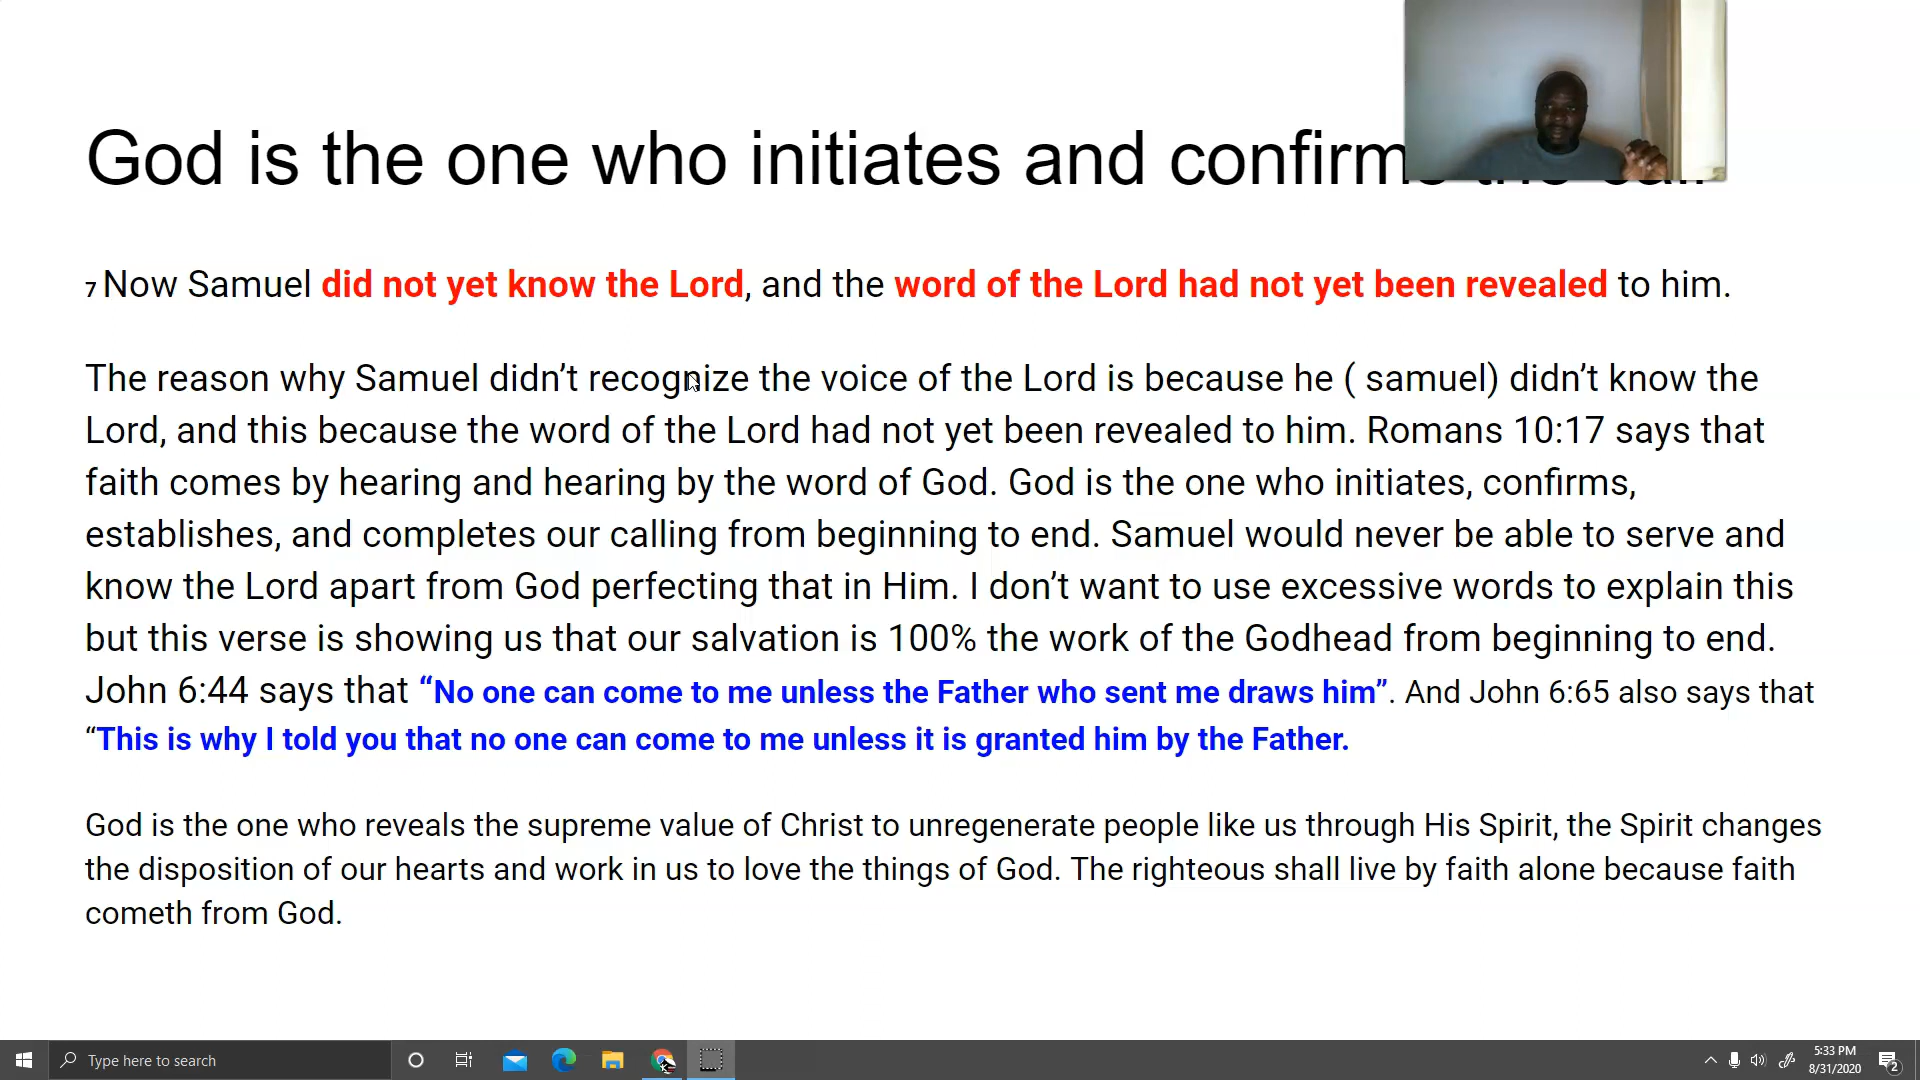 God is the one who initiates and confirms
7 Now Samuel did not yet know the Lord, and the word of the Lord had not yet been revealed to him.
The reason why Samuel didn’t recognize the voice of the Lord is because he ( samuel) didn’t know the
Lord, and this because the word of the Lord had not yet been revealed to him. Romans 10:17 says that
faith comes by hearing and hearing by the word of God. God is the one who initiates, confirms,
establishes, and completes our calling from beginning to end. Samuel would never be able to serve and
know the Lord apart from God perfecting that in Him. I don’t want to use excessive words to explain this
but this verse is showing us that our salvation is 100% the work of the Godhead from beginning to end.
John 6:44 says that “No one can come to me unless the Father who sent me draws him”. And John 6:65 also says that
“This is why I told you that no one can come to me unless it is granted him by the Father.
God is the one who reveals the supreme value of Christ to unregenerate people like us through His Spirit, the Spirit changes
the disposition of our hearts and work in us to love the things of God. The righteous shall live by faith alone because faith
cometh from God.
Type here to search
5:33 PM
8/31/2020
2